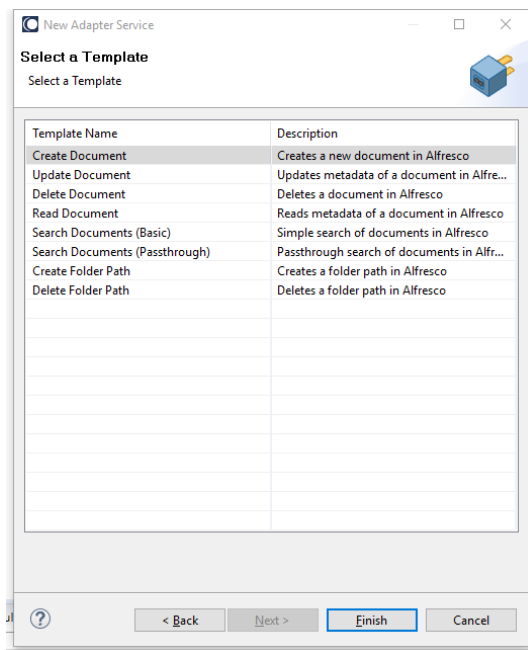 New Adapter Service
Select a Template
Select a Template
Template Name Description
Create Document Creates a new document in Alfresco
Update Document Updates metadata of a document in Alfre...
Delete Document Deletes a document in Alfresco
Read Document Reads metadata of a document in Alfresco
Search Documents (Basic) Simple search of documents in Alfresco
Search Documents (Passthrough) Passthrough search of documents in Alfr...
Create Folder Path Creates a folder path in Alfresco
Delete Folder Path Deletes a folder path in Alfresco
? < Back Next > Finish Cancel